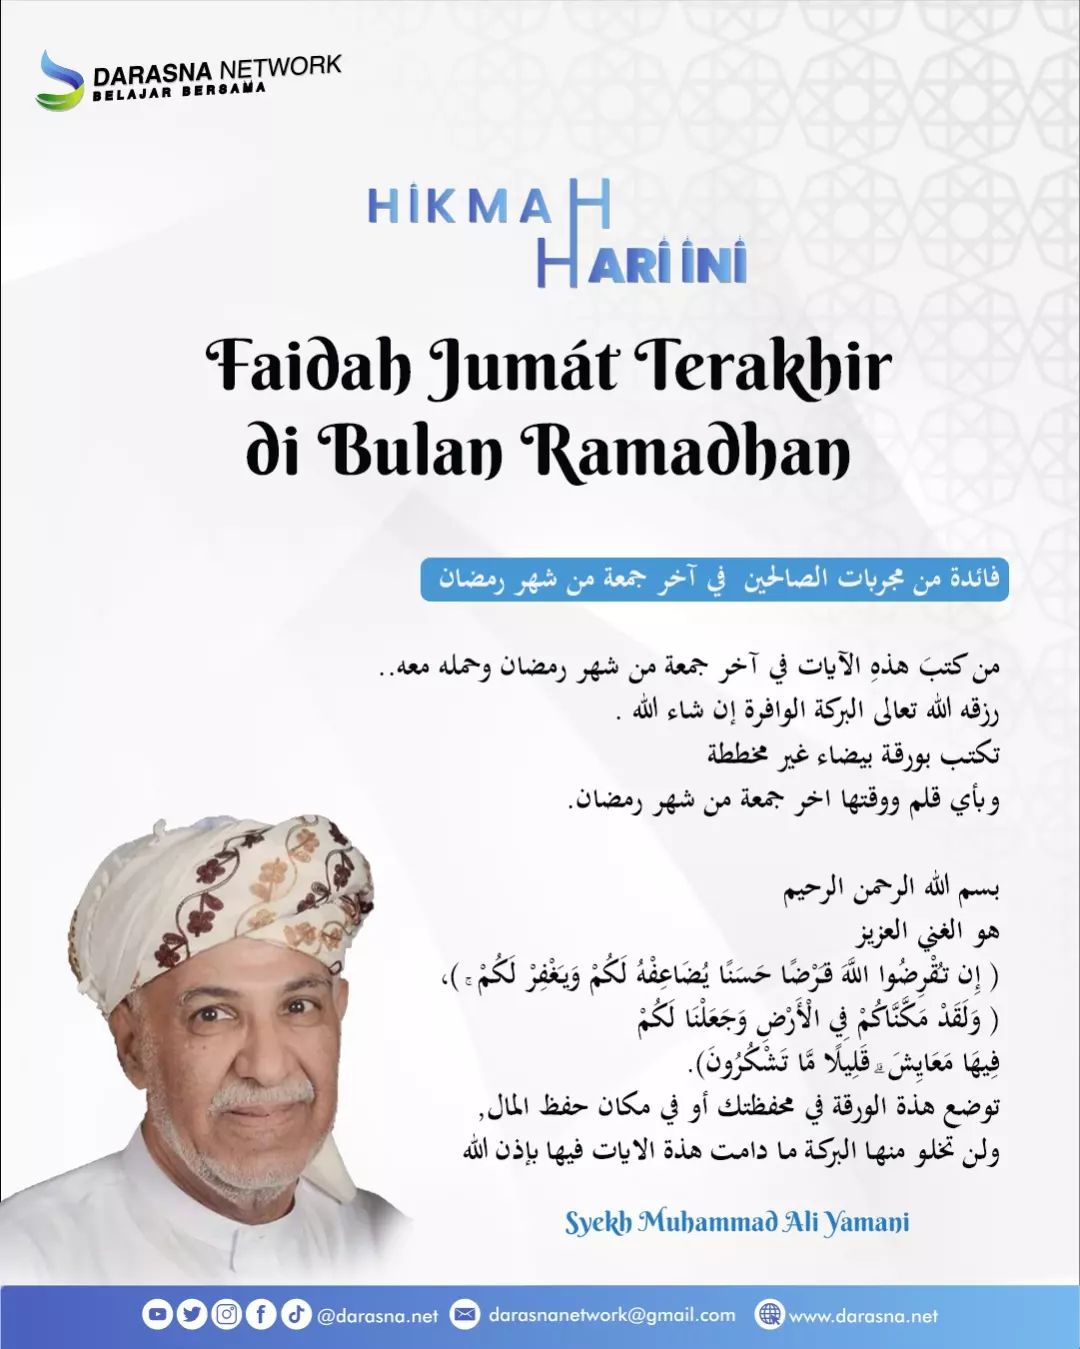 DARASNA NETWORK
BELAJAR BERSAMA
HIKMAH
HARI INI
Faidah Jumát Terakhir
di Bulan Ramadhan
فائدة من مجربات الصالحين في آخر جمعة من شهر رمضان
من كتبَ هذهِ الآيات في آخر جمعة من شهر رمضان وحمله معه..
رزقه الله تعالى البركة الوافرة إن شاء الله .
تكتب بورقة بيضاء غير مخططة
وبأي قلم ووقتها اخر جمعة من شهر رمضان.
بسم الله الرحمن الرحيم
هو الغني العزيز
( إِن تُقْرِضُوا اللَّهَ قَرْضًا حَسَنًا يُضَاعِفْهُ لَكُمْ وَيَغْفِرْ لَكُمْ ۚ )،
( وَلَقَدْ مَكَّنَّاكُمْ فِي الْأَرْضِ وَجَعَلْنَا لَكُمْ
فِيهَا مَعَايِشَ ۗ قَلِيلًا مَّا تَشْكُرُونَ).
توضع هذة الورقة في محفظتك أو في مكان حفظ المال,
ولن تخلو منها البركة ما دامت هذة الايات فيها بإذن الله
Syekh Muhammad Ali Yamani
@darasna.net darasnanetwork@gmail.com www.darasna.net